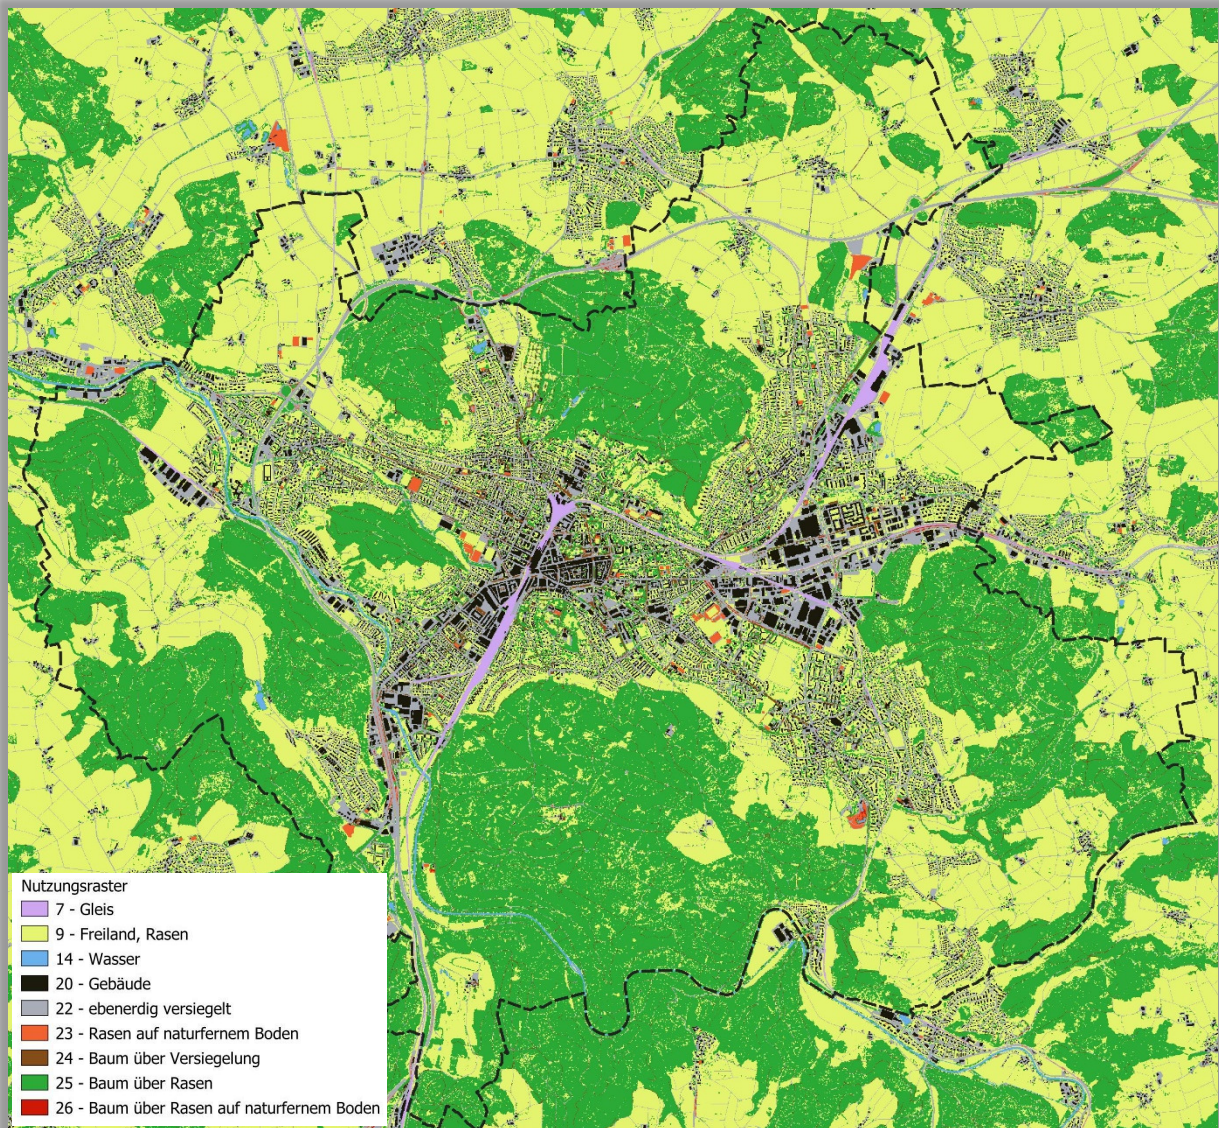 Nutzungsraster
7 - Gleis
9 - Freiland, Rasen
14 - Wasser
20 - Gebäude
22 - ebenerdig versiegelt
23 - Rasen auf naturfernem Boden
24 - Baum über Versiegelung
25 - Baum über Rasen
26 - Baum über Rasen auf naturfernem Boden